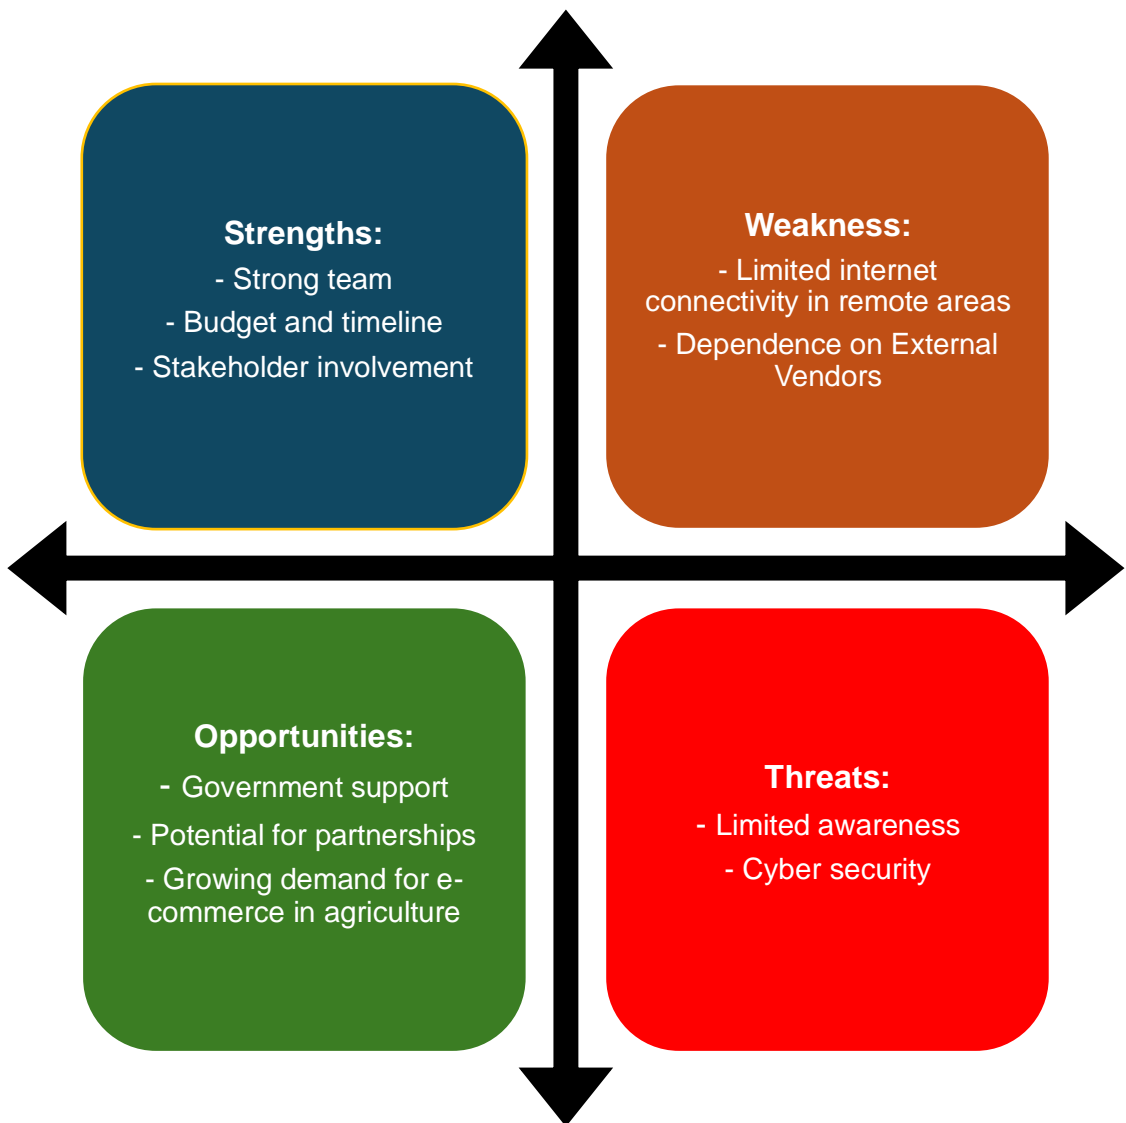 Strengths:
- Strong team
- Budget and timeline
- Stakeholder involvement
Weakness:
- Limited internet
connectivity in remote areas
- Dependence on External
Vendors
Opportunities:
- Government support
- Potential for partnerships
- Growing demand for e-
commerce in agriculture
Threats:
- Limited awareness
- Cyber security